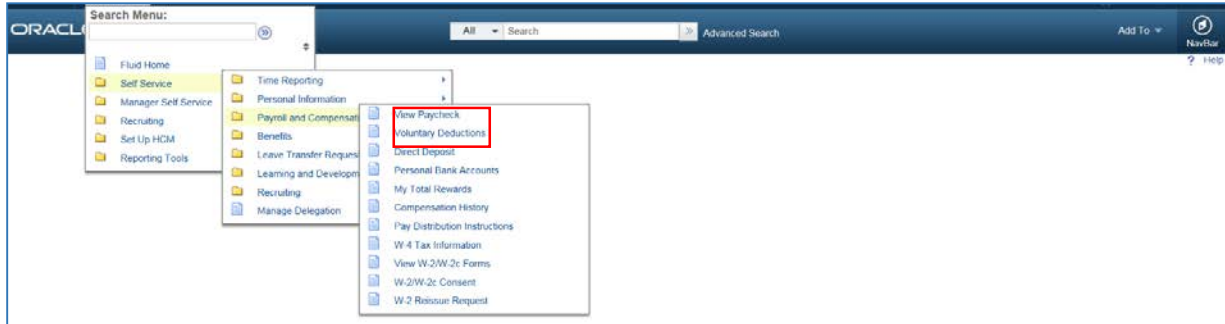 Search Menu:
ORACL
All Search Advanced Search
Add To
NavBar
? Help
Fluid Home
Self Service
Manager Self Service
Recruiting
Set Up HCM
Reporting Tools
Time Reporting
Personal Information
Payroll and Compensati
Benefits
Leave Transfer Reques
Learning and Developm
Recruiting
Manage Delegation
View Paycheck
Voluntary Deductions
Direct Deposit
Personal Bank Accounts
My Total Rewards
Compensation History
Pay Distribution Instructions
W-4 Tax Information
View W-2/W-2c Forms
W-2/W-2c Consent
W-2 Reissue Request